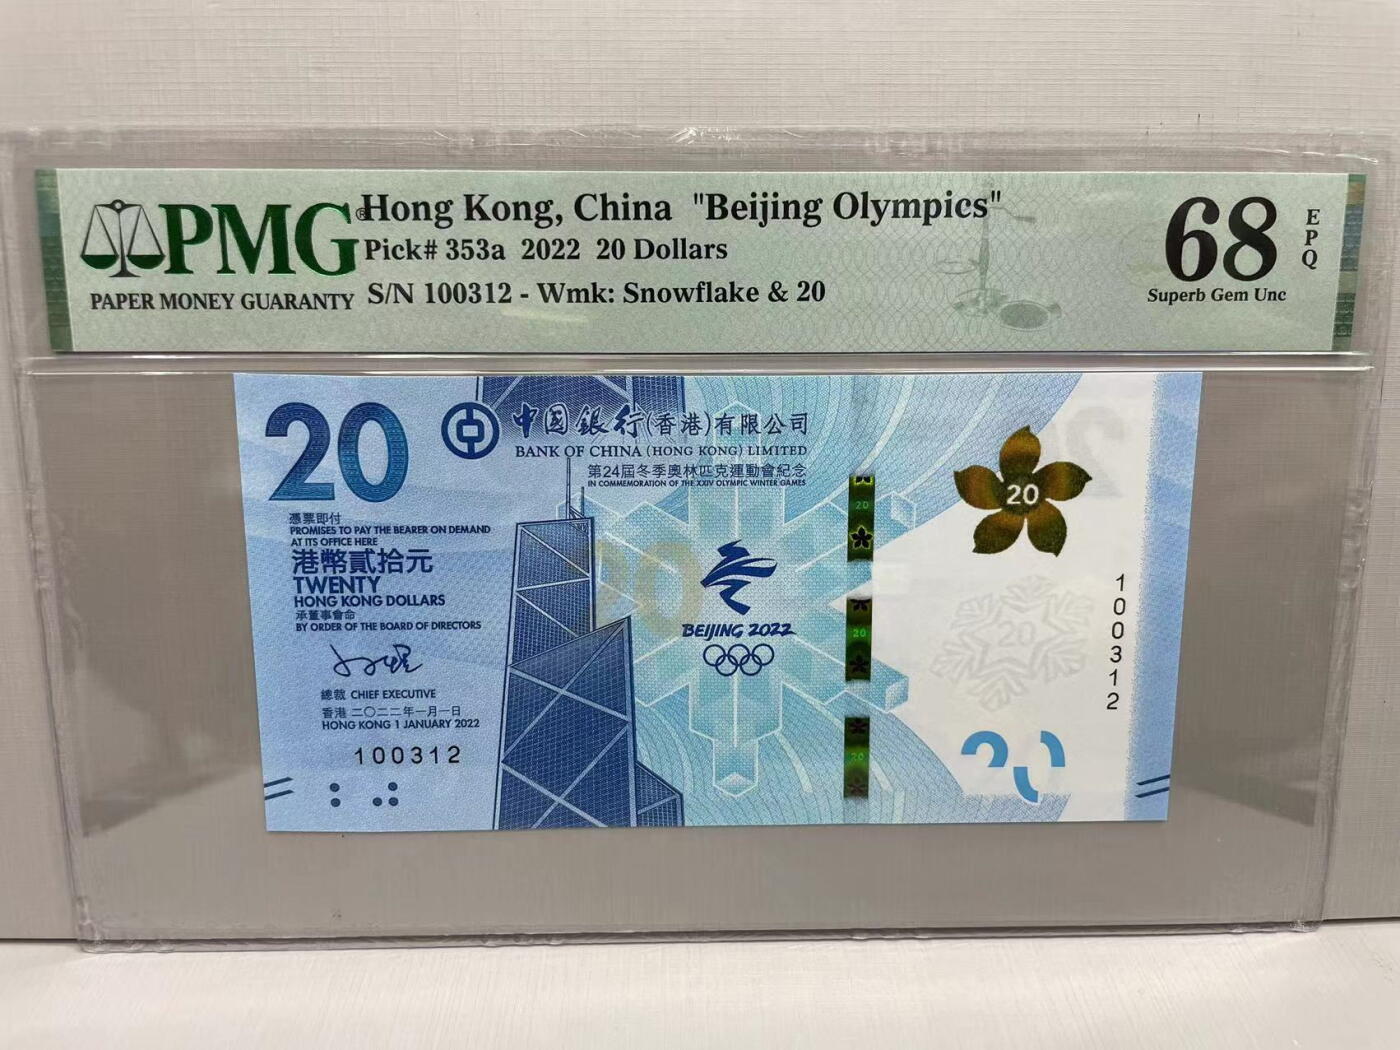 PMG®
PAPER MONEY GUARANTY
Hong Kong, China "Beijing Olympics"
Pick# 353a 2022 20 Dollars
S/N 100312 - Wmk: Snowflake & 20
68
EPQ
Superb Gem Unc
20
中國銀行(香港)有限公司
BANK OF CHINA (HONG KONG) LIMITED
第24屆冬季奧林匹克運動會紀念
IN COMMEMORATION OF THE XXIV OLYMPIC WINTER GAMES
憑票即付
PROMISES TO PAY THE BEARER ON DEMAND
AT ITS OFFICE HERE
港幣貳拾元
TWENTY
HONG KONG DOLLARS
承董事會命
BY ORDER OF THE BOARD OF DIRECTORS
總裁 CHIEF EXECUTIVE
香港 二〇二二年一月一日
HONG KONG 1 JANUARY 2022
100312
20
BEIJING 2022
20
20
20
20
20
100312
20